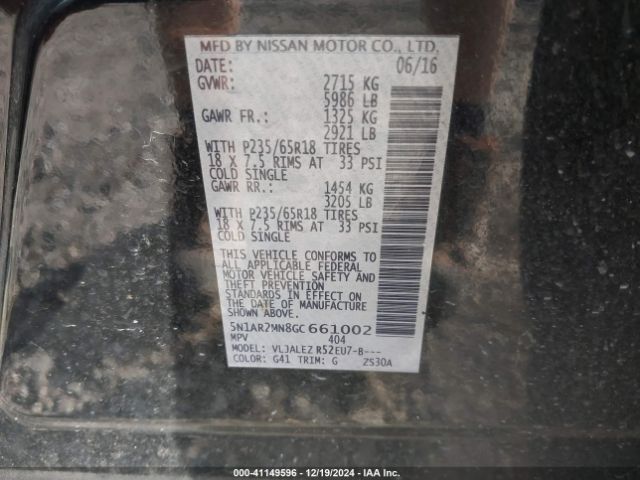 MFD BY NISSAN MOTOR CO., LTD.
DATE: 06/16
GVWR: 2715 KG
5986 LB
GAWR FR.: 1325 KG
2921 LB
WITH P235/65R18 TIRES
18 X 7.5 RIMS AT 33 PSI
COLD SINGLE
GAWR RR.: 1454 KG
3205 LB
WITH P235/65R18 TIRES
18 X 7.5 RIMS AT 33 PSI
COLD SINGLE
THIS VEHICLE CONFORMS TO
ALL APPLICABLE FEDERAL
MOTOR VEHICLE SAFETY AND
THEFT PREVENTION
STANDARDS IN EFFECT ON
THE DATE OF MANUFACTURE
SHOWN ABOVE.
5N1AR2MN8GC661002
MPV 404
MODEL: VLJALEZ R52EU7-B---
COLOR: G41 TRIM: G 2S30A
000-41149596 - 12/19/2024 - IAA Inc.